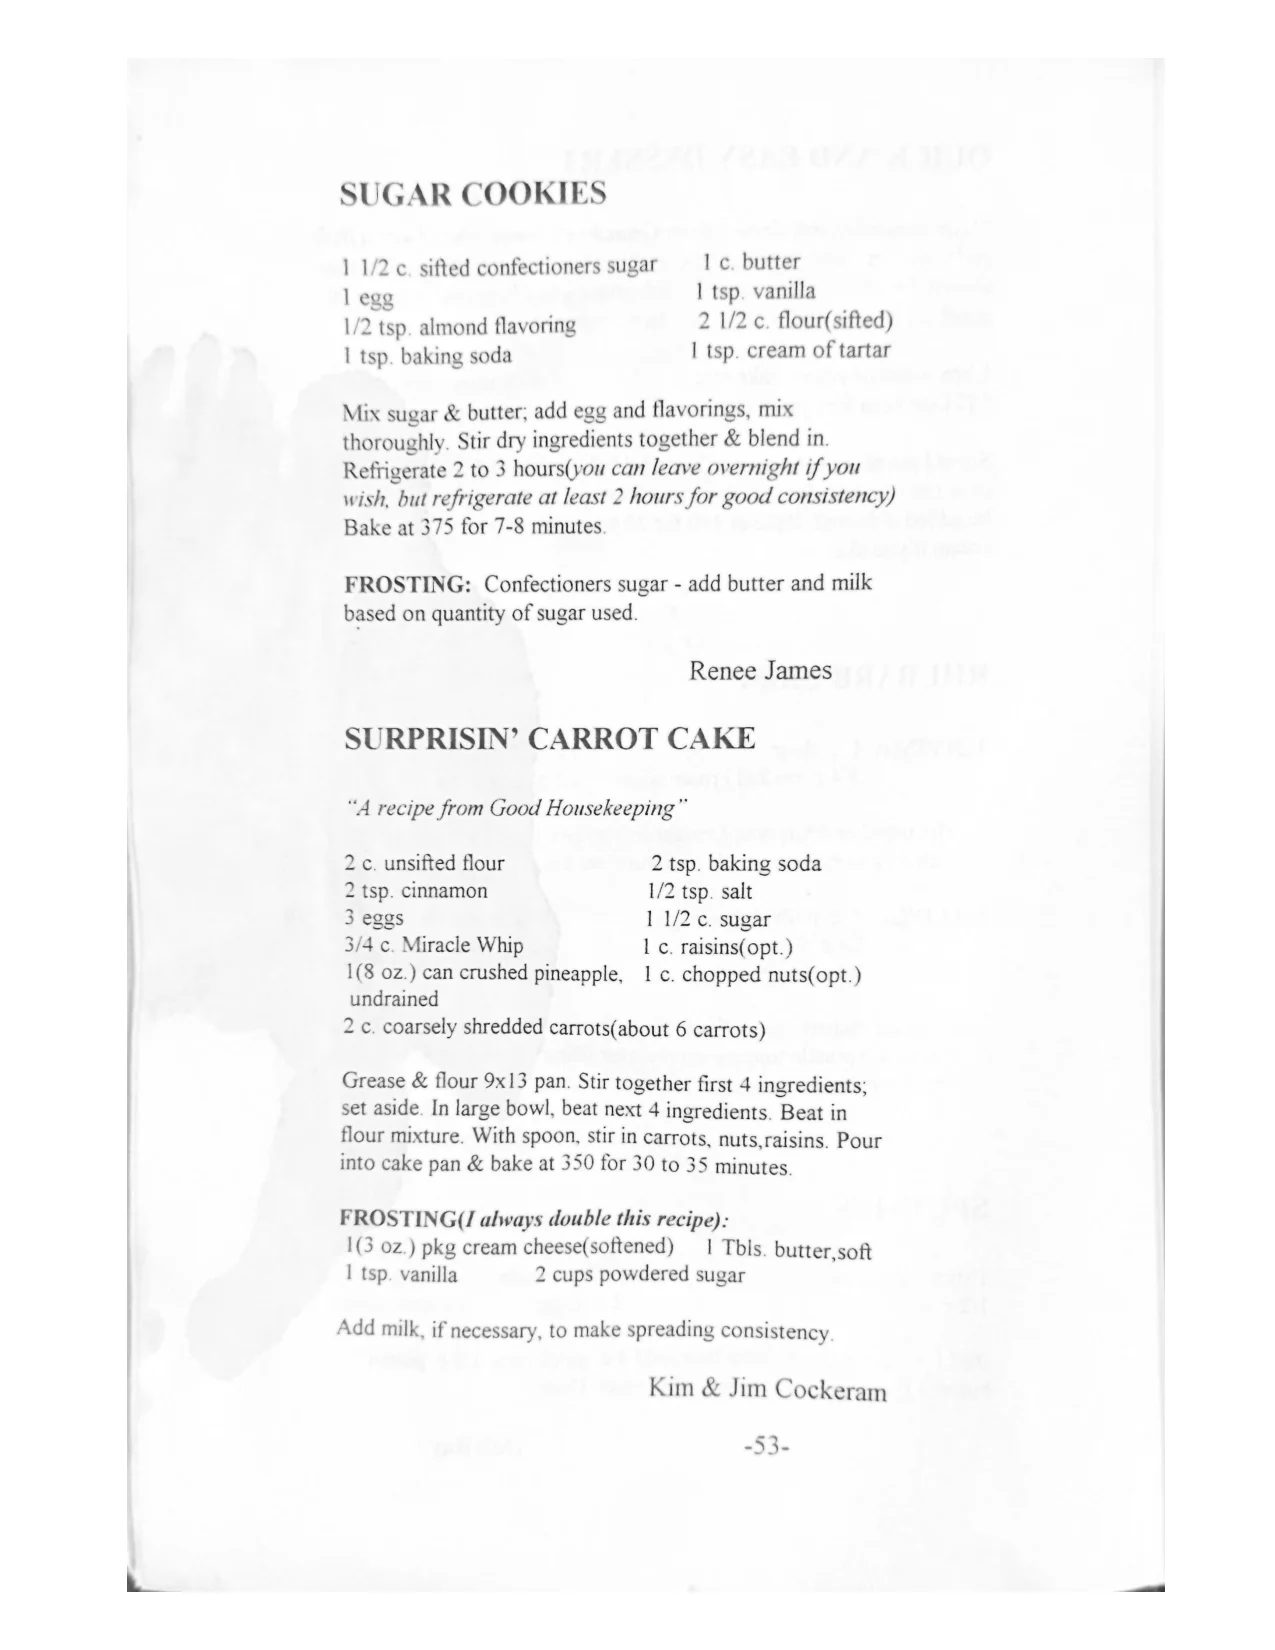 SUGAR COOKIES
1 1/2 c. sifted confectioners sugar 1 c. butter
1 egg 1 tsp. vanilla
1/2 tsp. almond flavoring 2 1/2 c. flour(sifted)
1 tsp. baking soda 1 tsp. cream of tartar
Mix sugar & butter; add egg and flavorings, mix
thoroughly. Stir dry ingredients together & blend in.
Refrigerate 2 to 3 hours(you can leave overnight if you
wish, but refrigerate at least 2 hours for good consistency)
Bake at 375 for 7-8 minutes.
FROSTING: Confectioners sugar - add butter and milk
based on quantity of sugar used.
Renee James
SURPRISIN' CARROT CAKE
"A recipe from Good Housekeeping"
2 c. unsifted flour 2 tsp. baking soda
2 tsp. cinnamon 1/2 tsp. salt
3 eggs 1 1/2 c. sugar
3/4 c. Miracle Whip 1 c. raisins(opt.)
1(8 oz.) can crushed pineapple, 1 c. chopped nuts(opt.)
undrained
2 c. coarsely shredded carrots(about 6 carrots)
Grease & flour 9x13 pan. Stir together first 4 ingredients;
set aside. In large bowl, beat next 4 ingredients. Beat in
flour mixture. With spoon, stir in carrots, nuts,raisins. Pour
into cake pan & bake at 350 for 30 to 35 minutes.
FROSTING(I always double this recipe):
1(3 oz.) pkg cream cheese(softened) 1 Tbls. butter,soft
1 tsp. vanilla 2 cups powdered sugar
Add milk, if necessary, to make spreading consistency.
Kim & Jim Cockeram
-53-